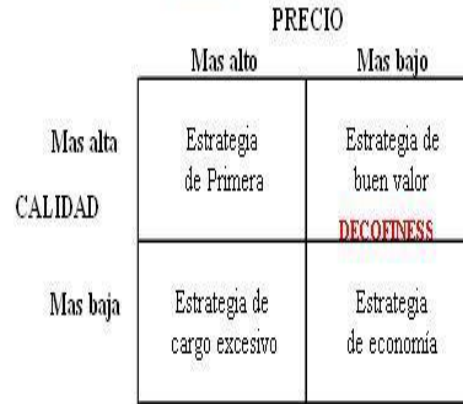 PRECIO
Mas alto Mas bajo
Mas alta
CALIDAD
Estrategia
de Primera
Estrategia de
buen valor
DECOFINESS
Mas baja
Estrategia de
cargo excesivo
Estrategia
de economía